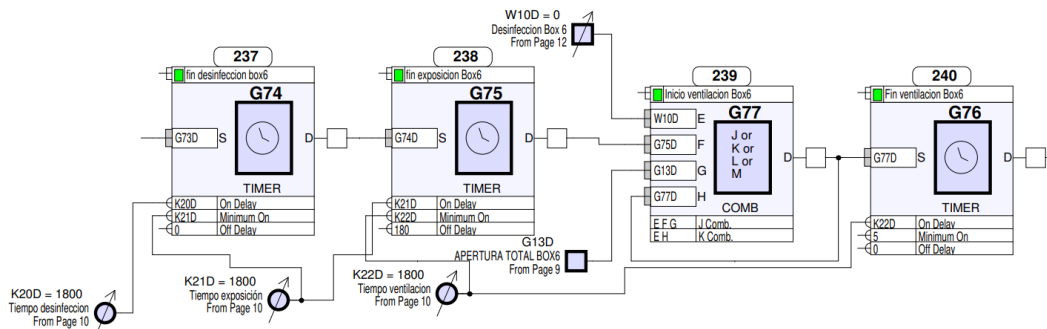 W10D = 0
Desinfeccion Box 6
From Page 12
237
fin desinfeccion box6
G74
G73D
S
D
TIMER
K20D
On Delay
K21D
Minimum On
0
Off Delay
238
fin exposicion Box6
G75
G74D
S
D
TIMER
K21D
On Delay
K22D
Minimum On
180
Off Delay
239
Inicio ventilacion Box6
G77
W10D
E
G75D
F
G13D
G
G77D
H
J or
K or
L or
M
D
COMB
E F G
J Comb.
E H
K Comb.
240
Fin ventilacion Box6
G76
G77D
S
D
TIMER
K22D
On Delay
5
Minimum On
0
Off Delay
G13D
APERTURA TOTAL BOX6
From Page 9
K20D = 1800
Tiempo desinfeccion
From Page 10
K21D = 1800
Tiempo exposición
From Page 10
K22D = 1800
Tiempo ventilacion
From Page 10